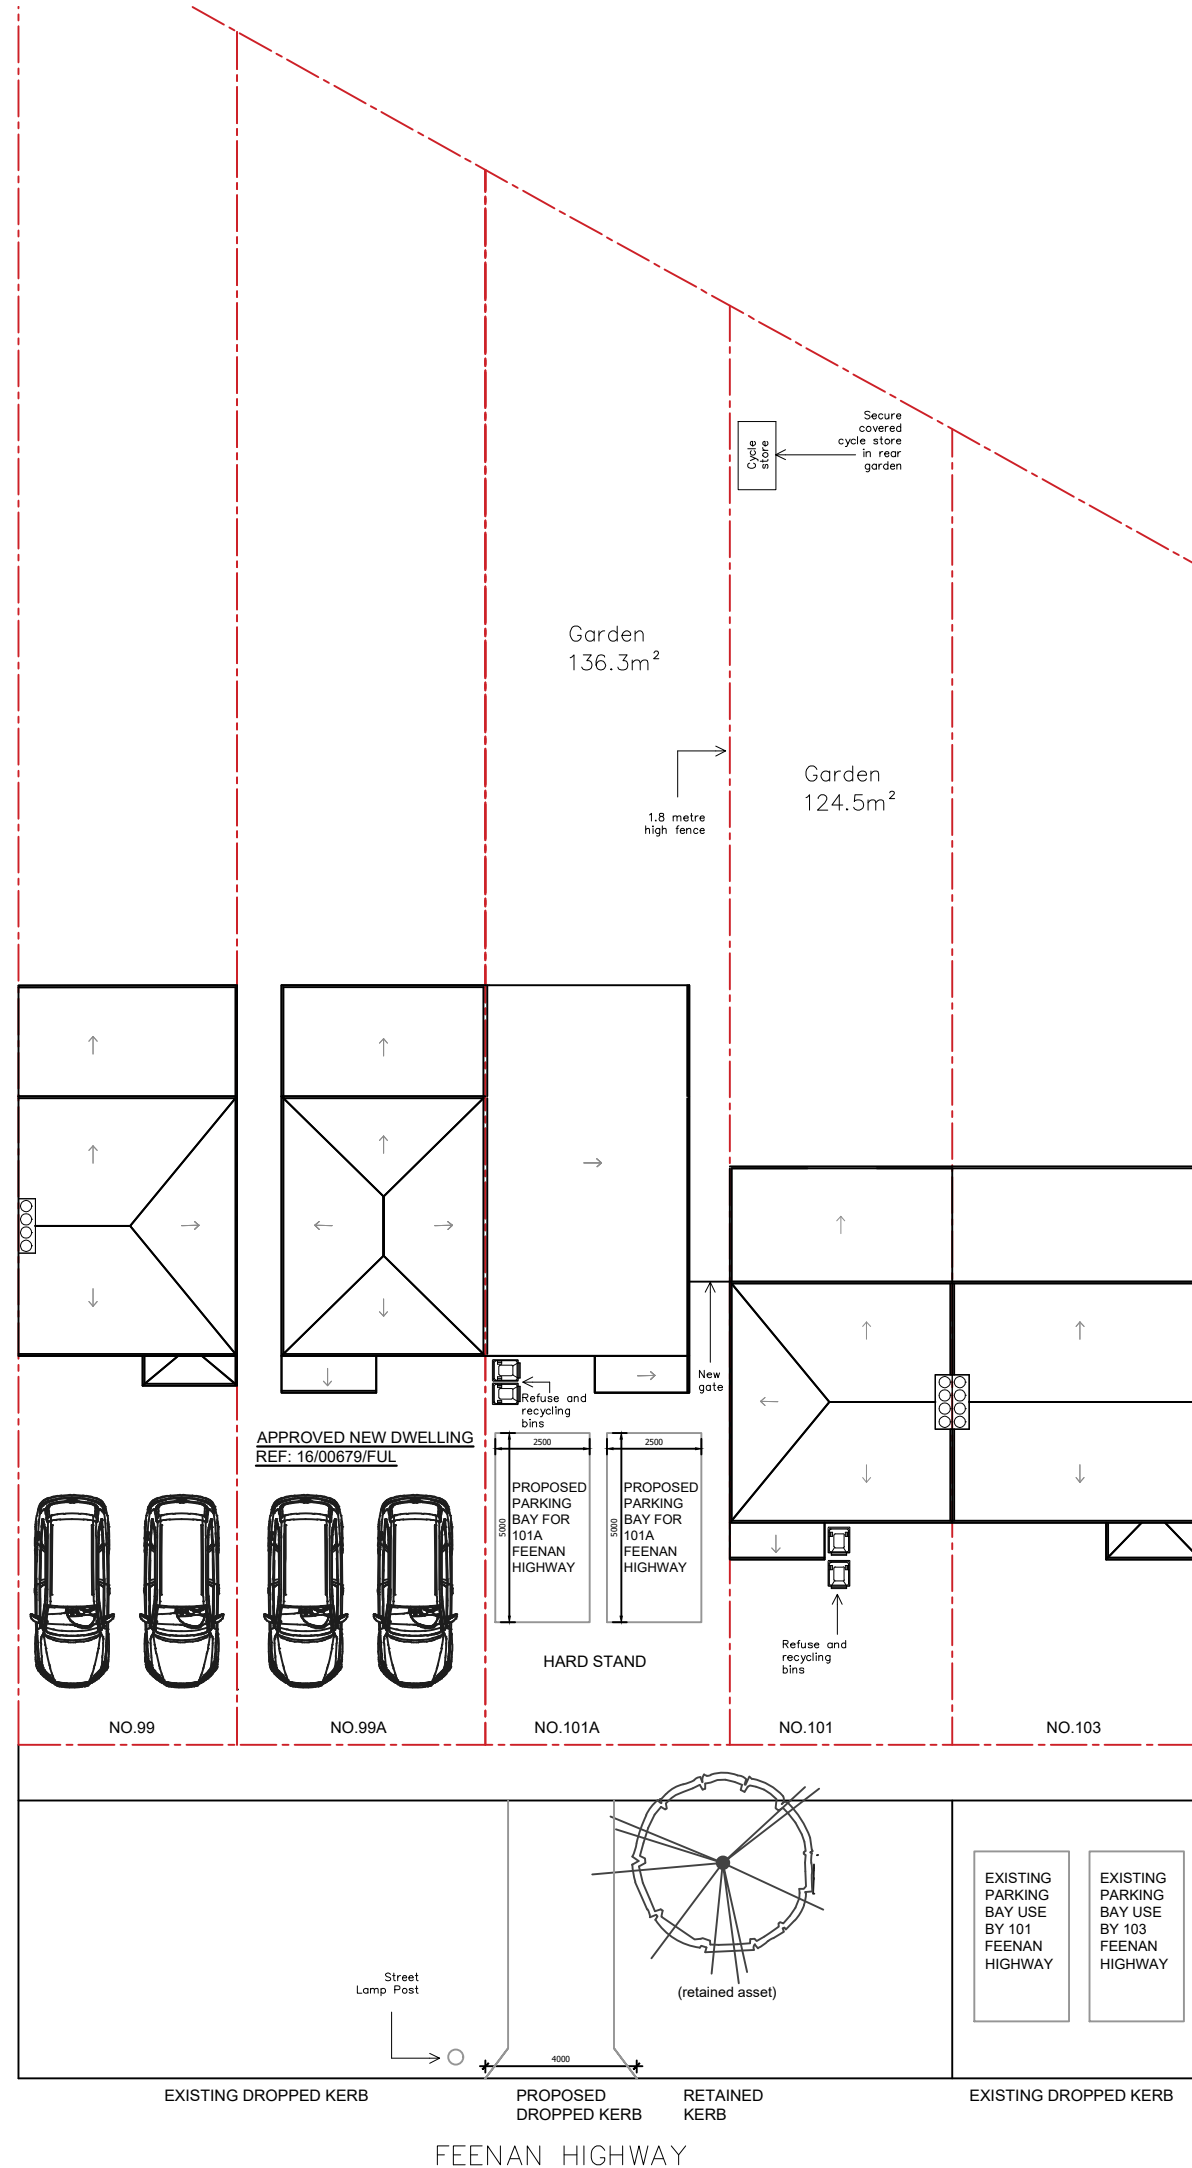 Secure
covered
cycle store
in rear
garden
Cycle
store
Garden
136.3m²
Garden
124.5m²
1.8 metre
high fence
New
gate
Refuse and
recycling
bins
APPROVED NEW DWELLING
REF: 16/00679/FUL
2500
2500
5000
5000
PROPOSED
PARKING
BAY FOR
101A
FEENAN
HIGHWAY
PROPOSED
PARKING
BAY FOR
101A
FEENAN
HIGHWAY
HARD STAND
Refuse and
recycling
bins
NO.99
NO.99A
NO.101A
NO.101
NO.103
EXISTING
PARKING
BAY USE
BY 101
FEENAN
HIGHWAY
EXISTING
PARKING
BAY USE
BY 103
FEENAN
HIGHWAY
(retained asset)
Street
Lamp Post
4000
EXISTING DROPPED KERB
PROPOSED
DROPPED KERB
RETAINED
KERB
EXISTING DROPPED KERB
FEENAN HIGHWAY